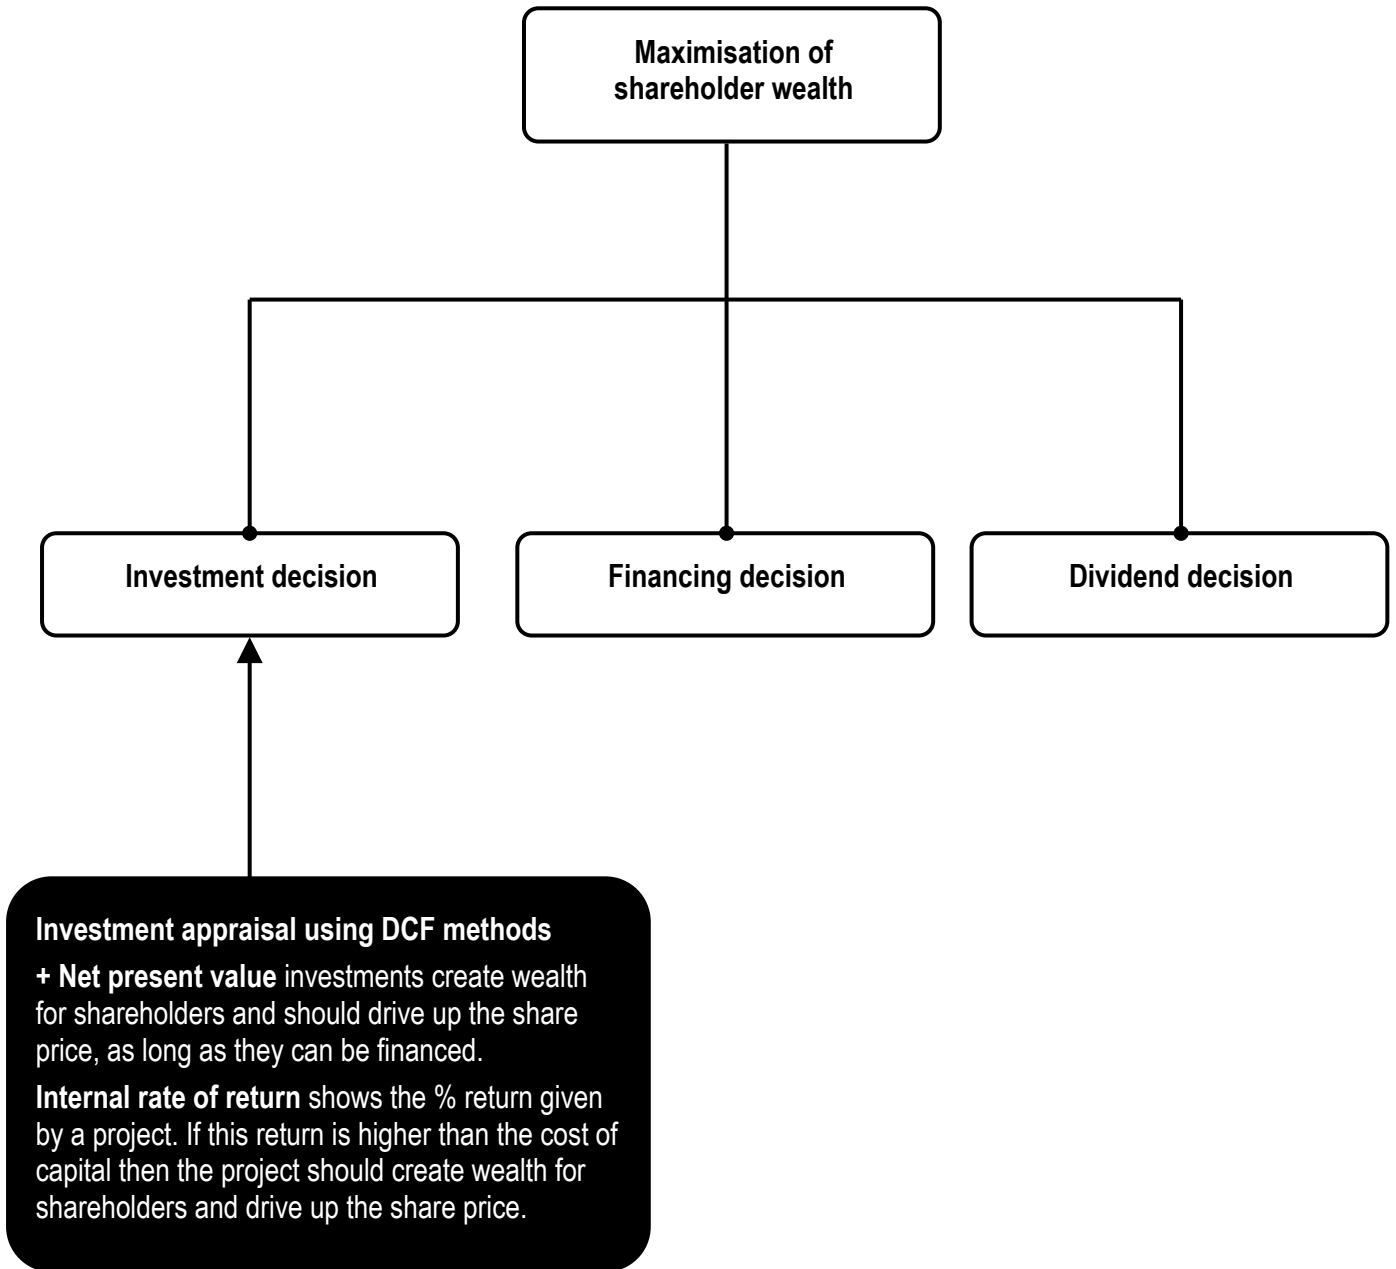 Maximisation of
shareholder wealth
Investment decision
Financing decision
Dividend decision
Investment appraisal using DCF methods
+ Net present value investments create wealth
for shareholders and should drive up the share
price, as long as they can be financed.
Internal rate of return shows the % return given
by a project. If this return is higher than the cost of
capital then the project should create wealth for
shareholders and drive up the share price.